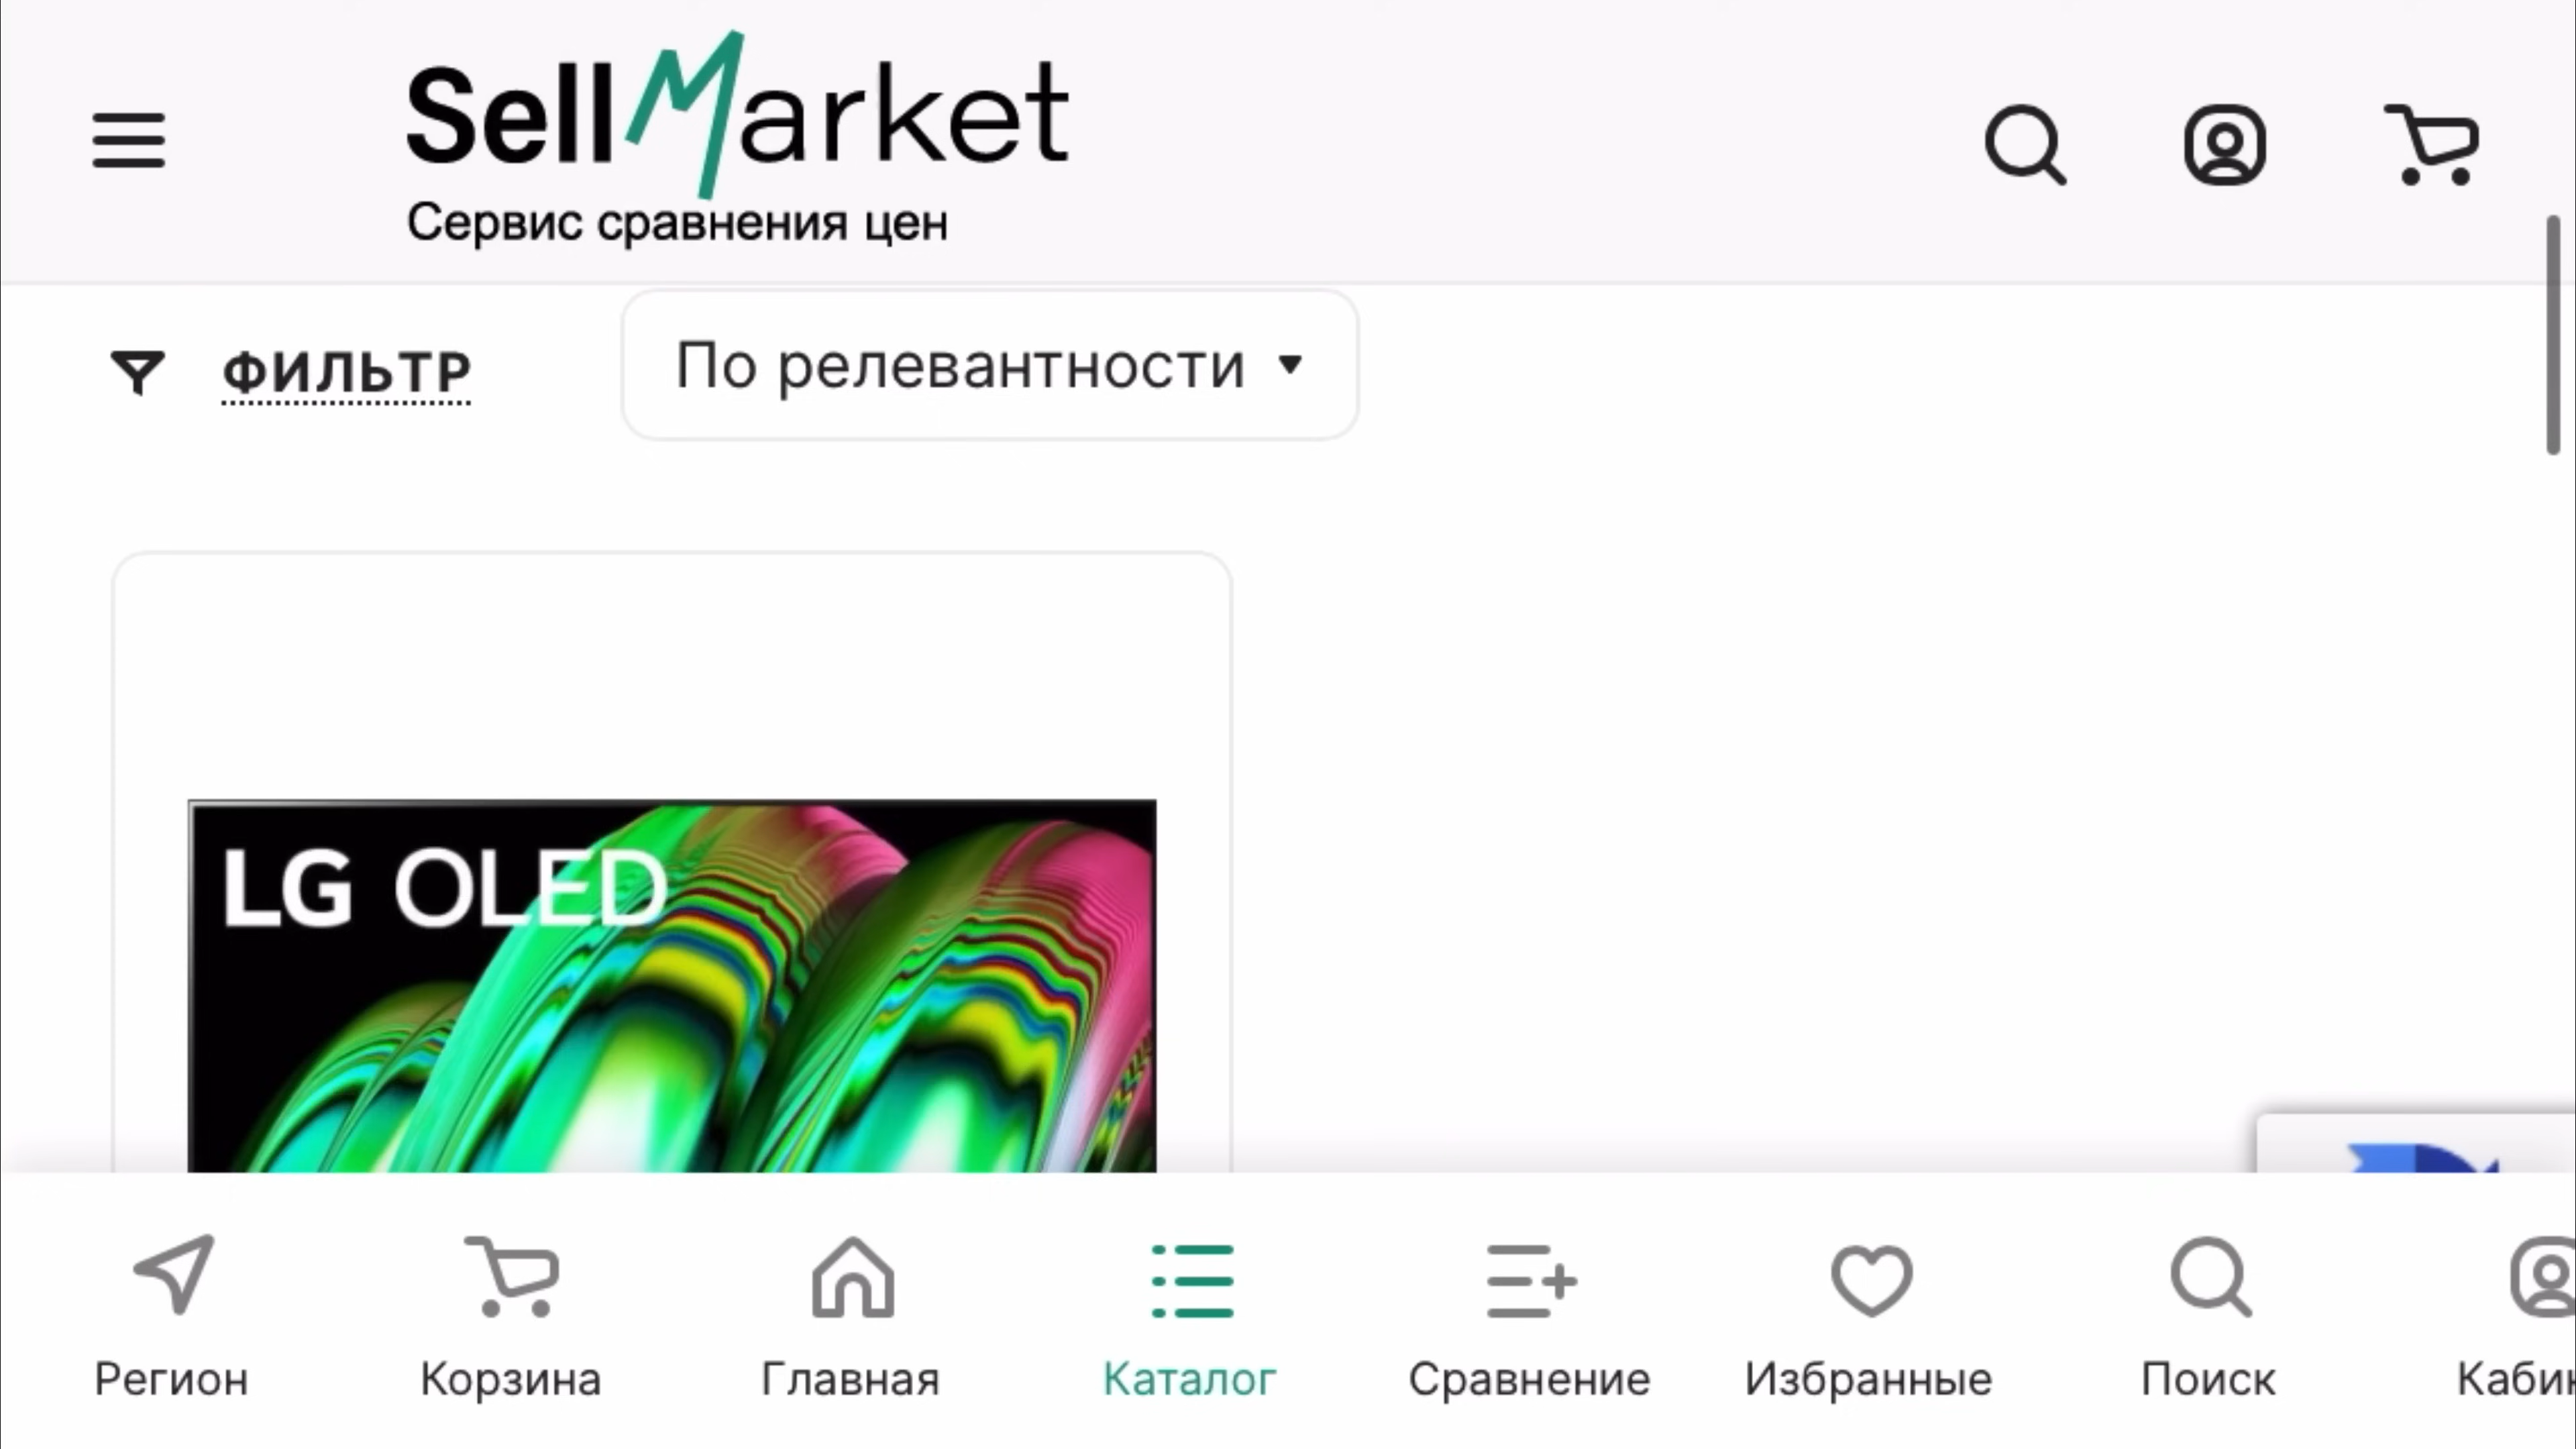 SellMarket
Сервис сравнения цен
ФИЛЬТР
По релевантности
LG OLED
Регион
Корзина
Главная
Каталог
Сравнение
Избранные
Поиск